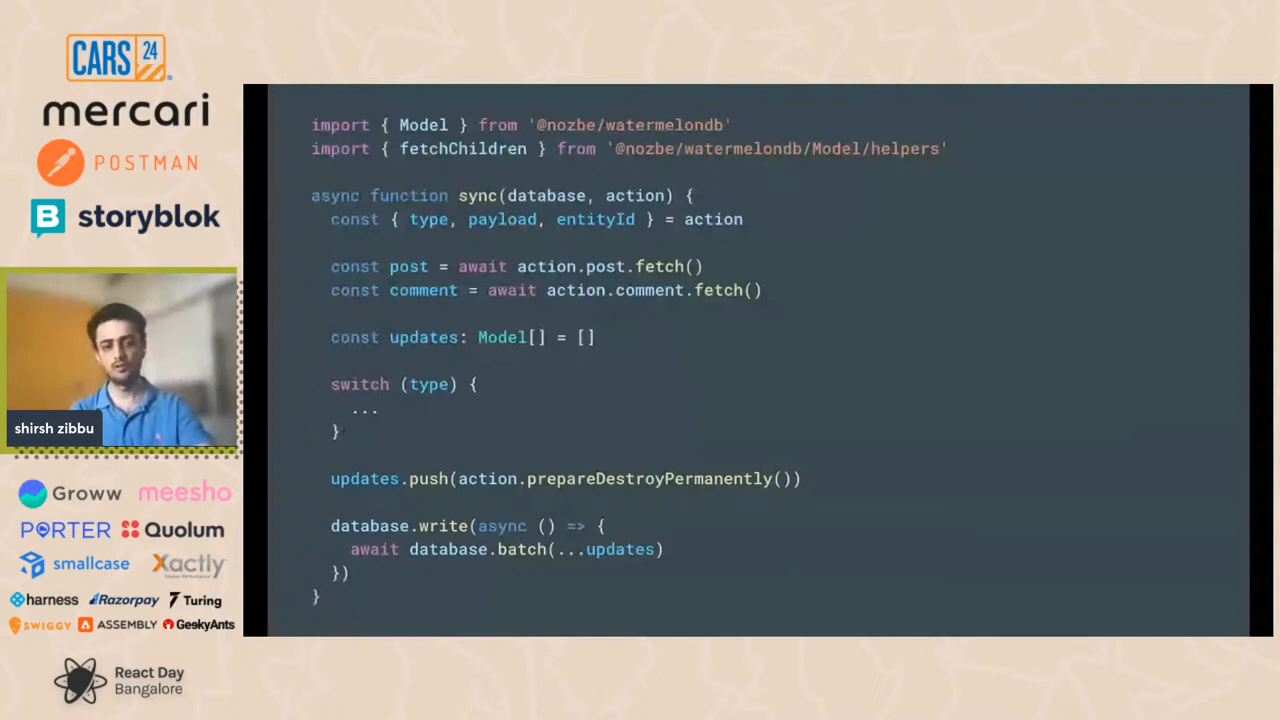 CARS 24
mercari
POSTMAN
B storyblok
shirsh zibbu
Groww meesho
PORTER Quolum
smallcase Xactly
harness Razorpay Turing
SWIGGY ASSEMBLY GeekyAnts
React Day
Bangalore
import { Model } from '@nozbe/watermelondb'
import { fetchChildren } from '@nozbe/watermelondb/Model/helpers'
async function sync(database, action) {
const { type, payload, entityId } = action
const post = await action.post.fetch()
const comment = await action.comment.fetch()
const updates: Model[] = []
switch (type) {
...
}
updates.push(action.prepareDestroyPermanently())
database.write(async () => {
await database.batch(...updates)
})
}